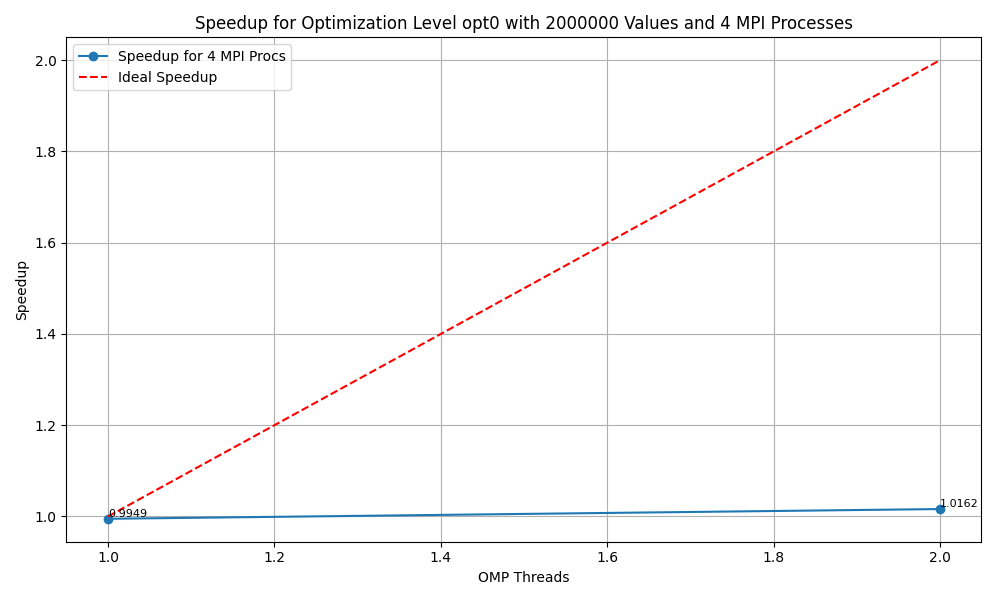 Speedup for Optimization Level opt0 with 2000000 Values and 4 MPI Processes
Speedup for 4 MPI Procs
Ideal Speedup
Speedup
2.0
1.8
1.6
1.4
1.2
1.0
0.9949
1.0162
1.0 1.2 1.4 1.6 1.8 2.0
OMP Threads